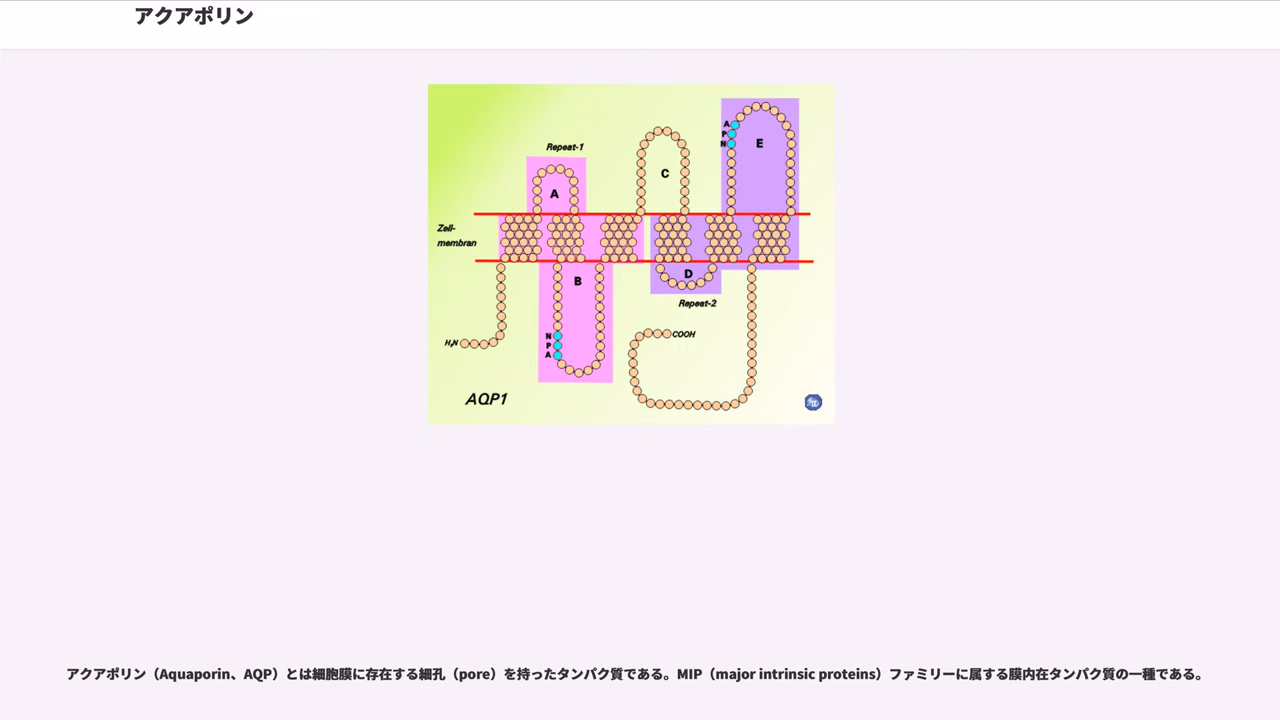 アクアポリン
Repeat-1
A
P
N
E
C
A
Zell-
membran
D
B
Repeat-2
N
P
A
H₂N
COOH
AQP1
アクアポリン（Aquaporin、AQP）とは細胞膜に存在する細孔（pore）を持ったタンパク質である。MIP（major intrinsic proteins）ファミリーに属する膜内在タンパク質の一種である。